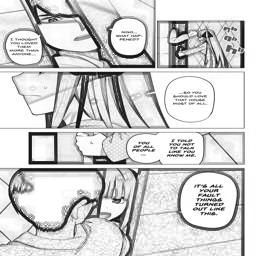 NOW...
WHAT HAP-
PENED?
I THOUGHT
YOU LOVED
THEM MORE
THAN
ANYONE...
...SO YOU
SHOULD LOVE
THAT HOUSE
MOST OF ALL.
I TOLD YOU
NOT TO
TALK LIKE
YOU KNOW
ME.
YOU
OF ALL
PEOPLE
...
IT'S ALL
YOUR
FAULT
THINGS
TURNED
OUT LIKE
THIS.